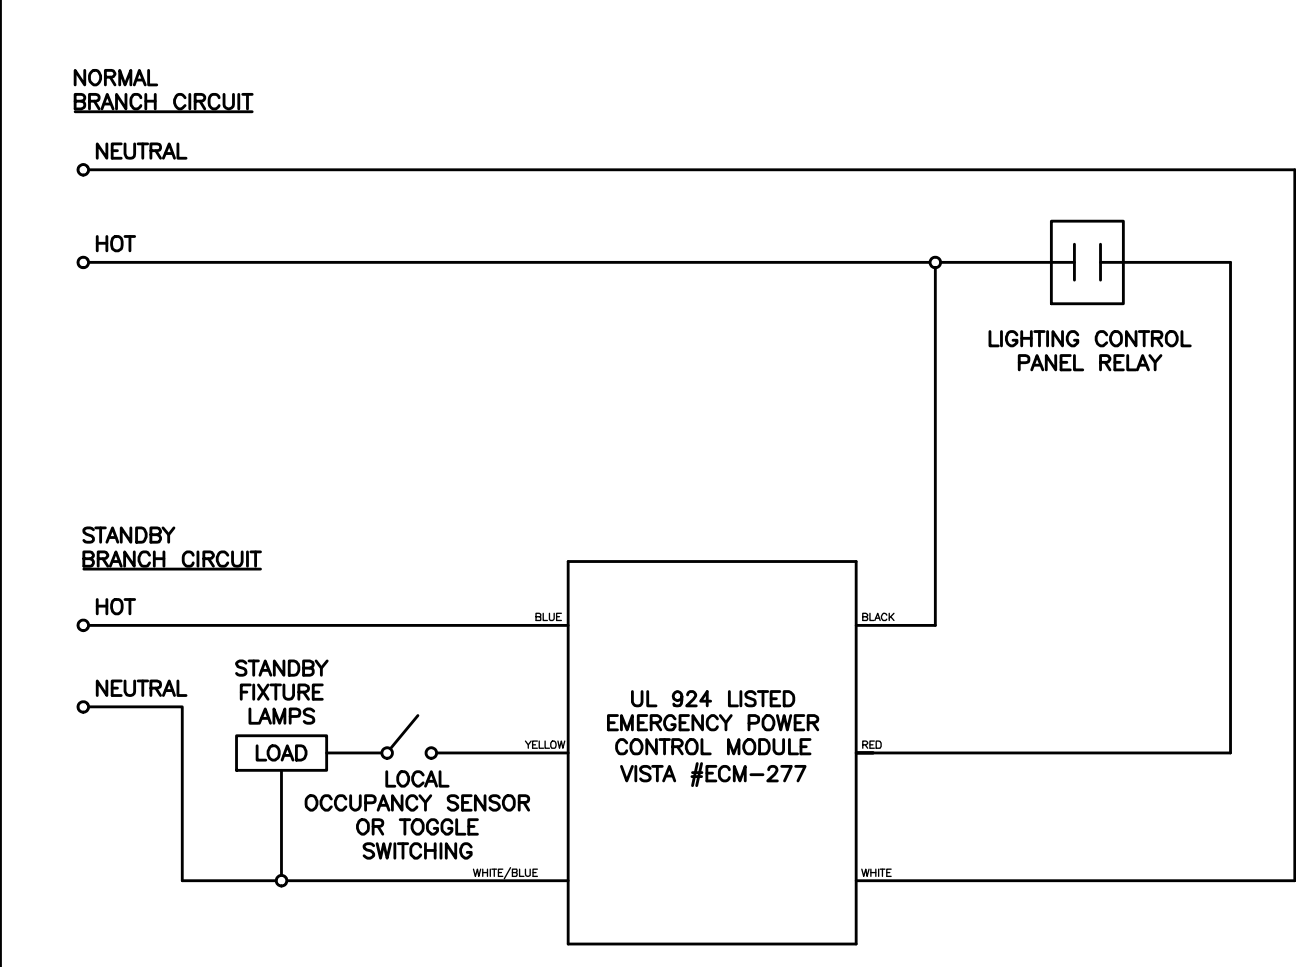 NORMAL
BRANCH CIRCUIT
NEUTRAL
HOT
LIGHTING CONTROL
PANEL RELAY
STANDBY
BRANCH CIRCUIT
HOT
BLUE
BLACK
NEUTRAL
STANDBY
FIXTURE
LAMPS
LOAD
YELLOW
LOCAL
OCCUPANCY SENSOR
OR TOGGLE
SWITCHING
WHITE/BLUE
UL 924 LISTED
EMERGENCY POWER
CONTROL MODULE
VISTA #ECM-277
RED
WHITE